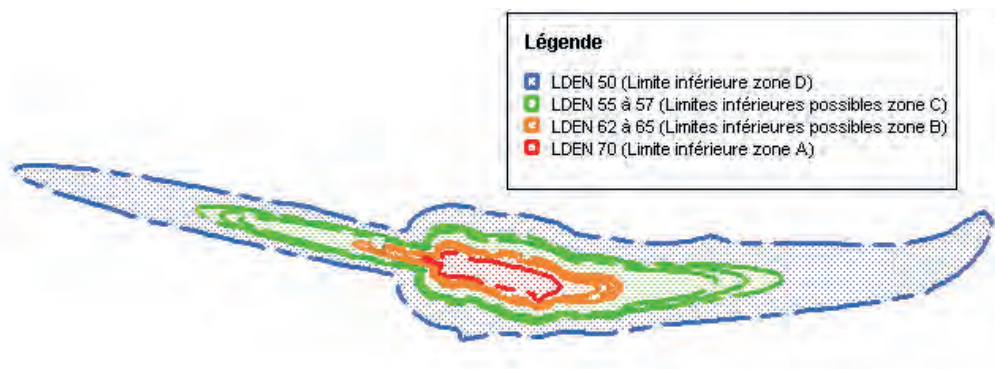 Légende
LDEN 50 (Limite inférieure zone D)
LDEN 55 à 57 (Limites inférieures possibles zone C)
LDEN 62 à 65 (Limites inférieures possibles zone B)
LDEN 70 (Limite inférieure zone A)